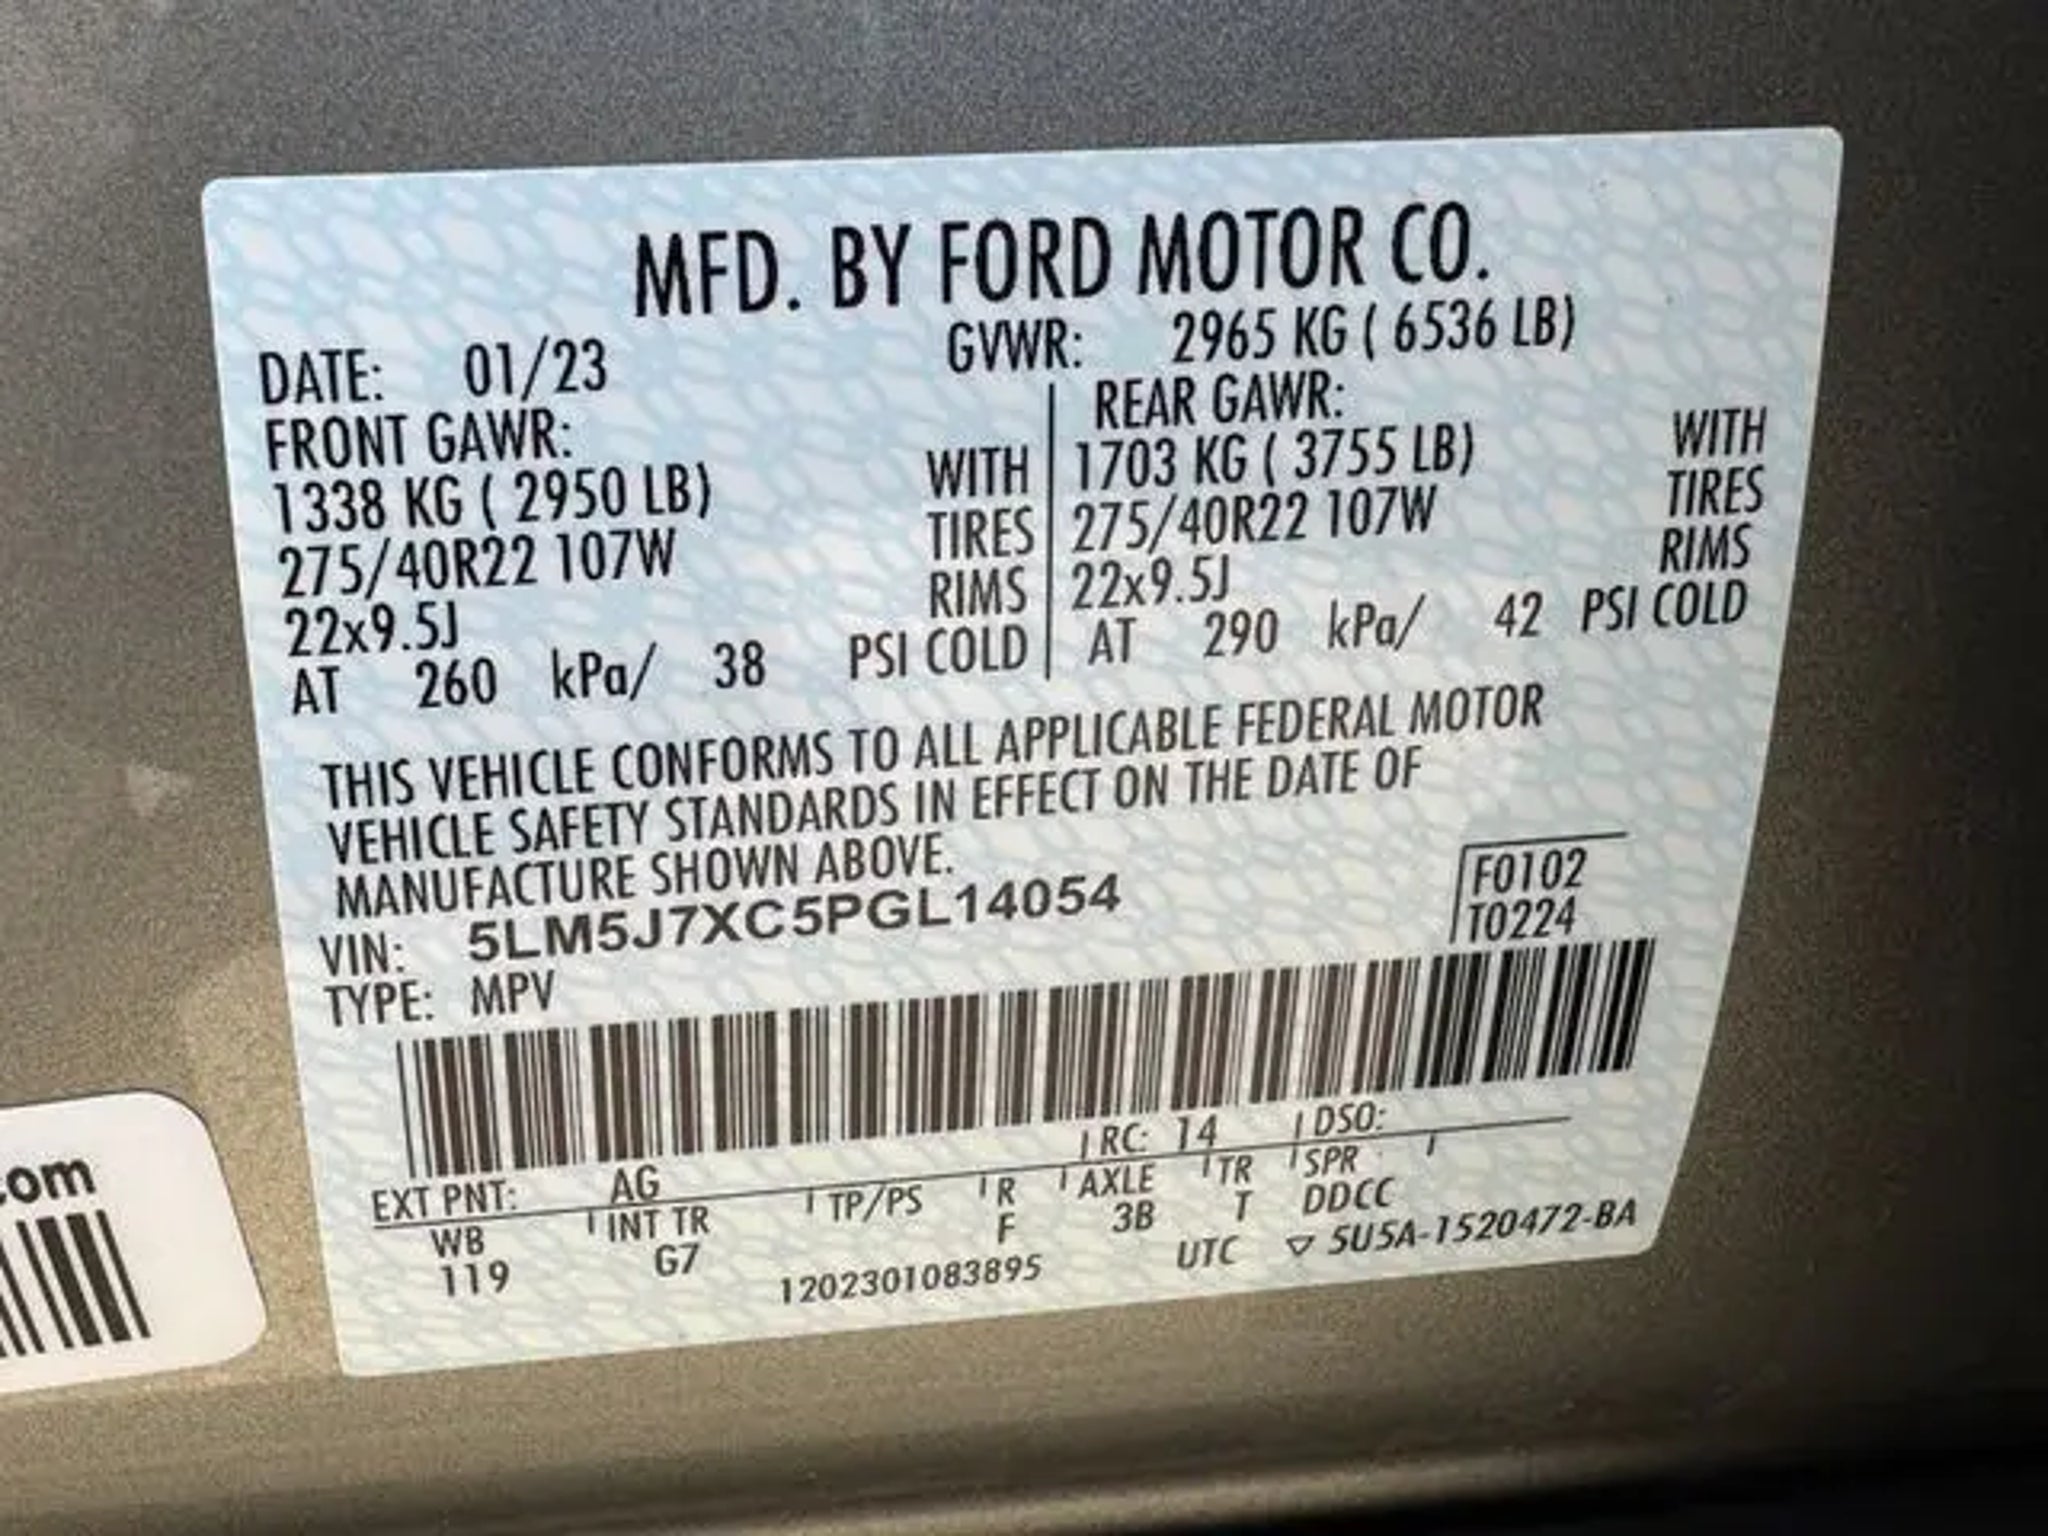 MFD. BY FORD MOTOR CO.
DATE: 01/23 GVWR: 2965 KG ( 6536 LB)
FRONT GAWR: REAR GAWR:
1338 KG ( 2950 LB) WITH 1703 KG ( 3755 LB) WITH
275/40R22 107W TIRES 275/40R22 107W TIRES
22x9.5J RIMS 22x9.5J RIMS
AT 260 kPa/ 38 PSI COLD AT 290 kPa/ 42 PSI COLD
THIS VEHICLE CONFORMS TO ALL APPLICABLE FEDERAL MOTOR
VEHICLE SAFETY STANDARDS IN EFFECT ON THE DATE OF
MANUFACTURE SHOWN ABOVE.
VIN: 5LM5J7XC5PGL14054 F0102
TYPE: MPV T0224
EXT PNT: AG RC: 14 DSO:
WB INT TR TP/PS R AXLE TR SPR
119 G7 F 3B T DDCC
1202301083895 UTC ▽ 5U5A-1520472-BA
com